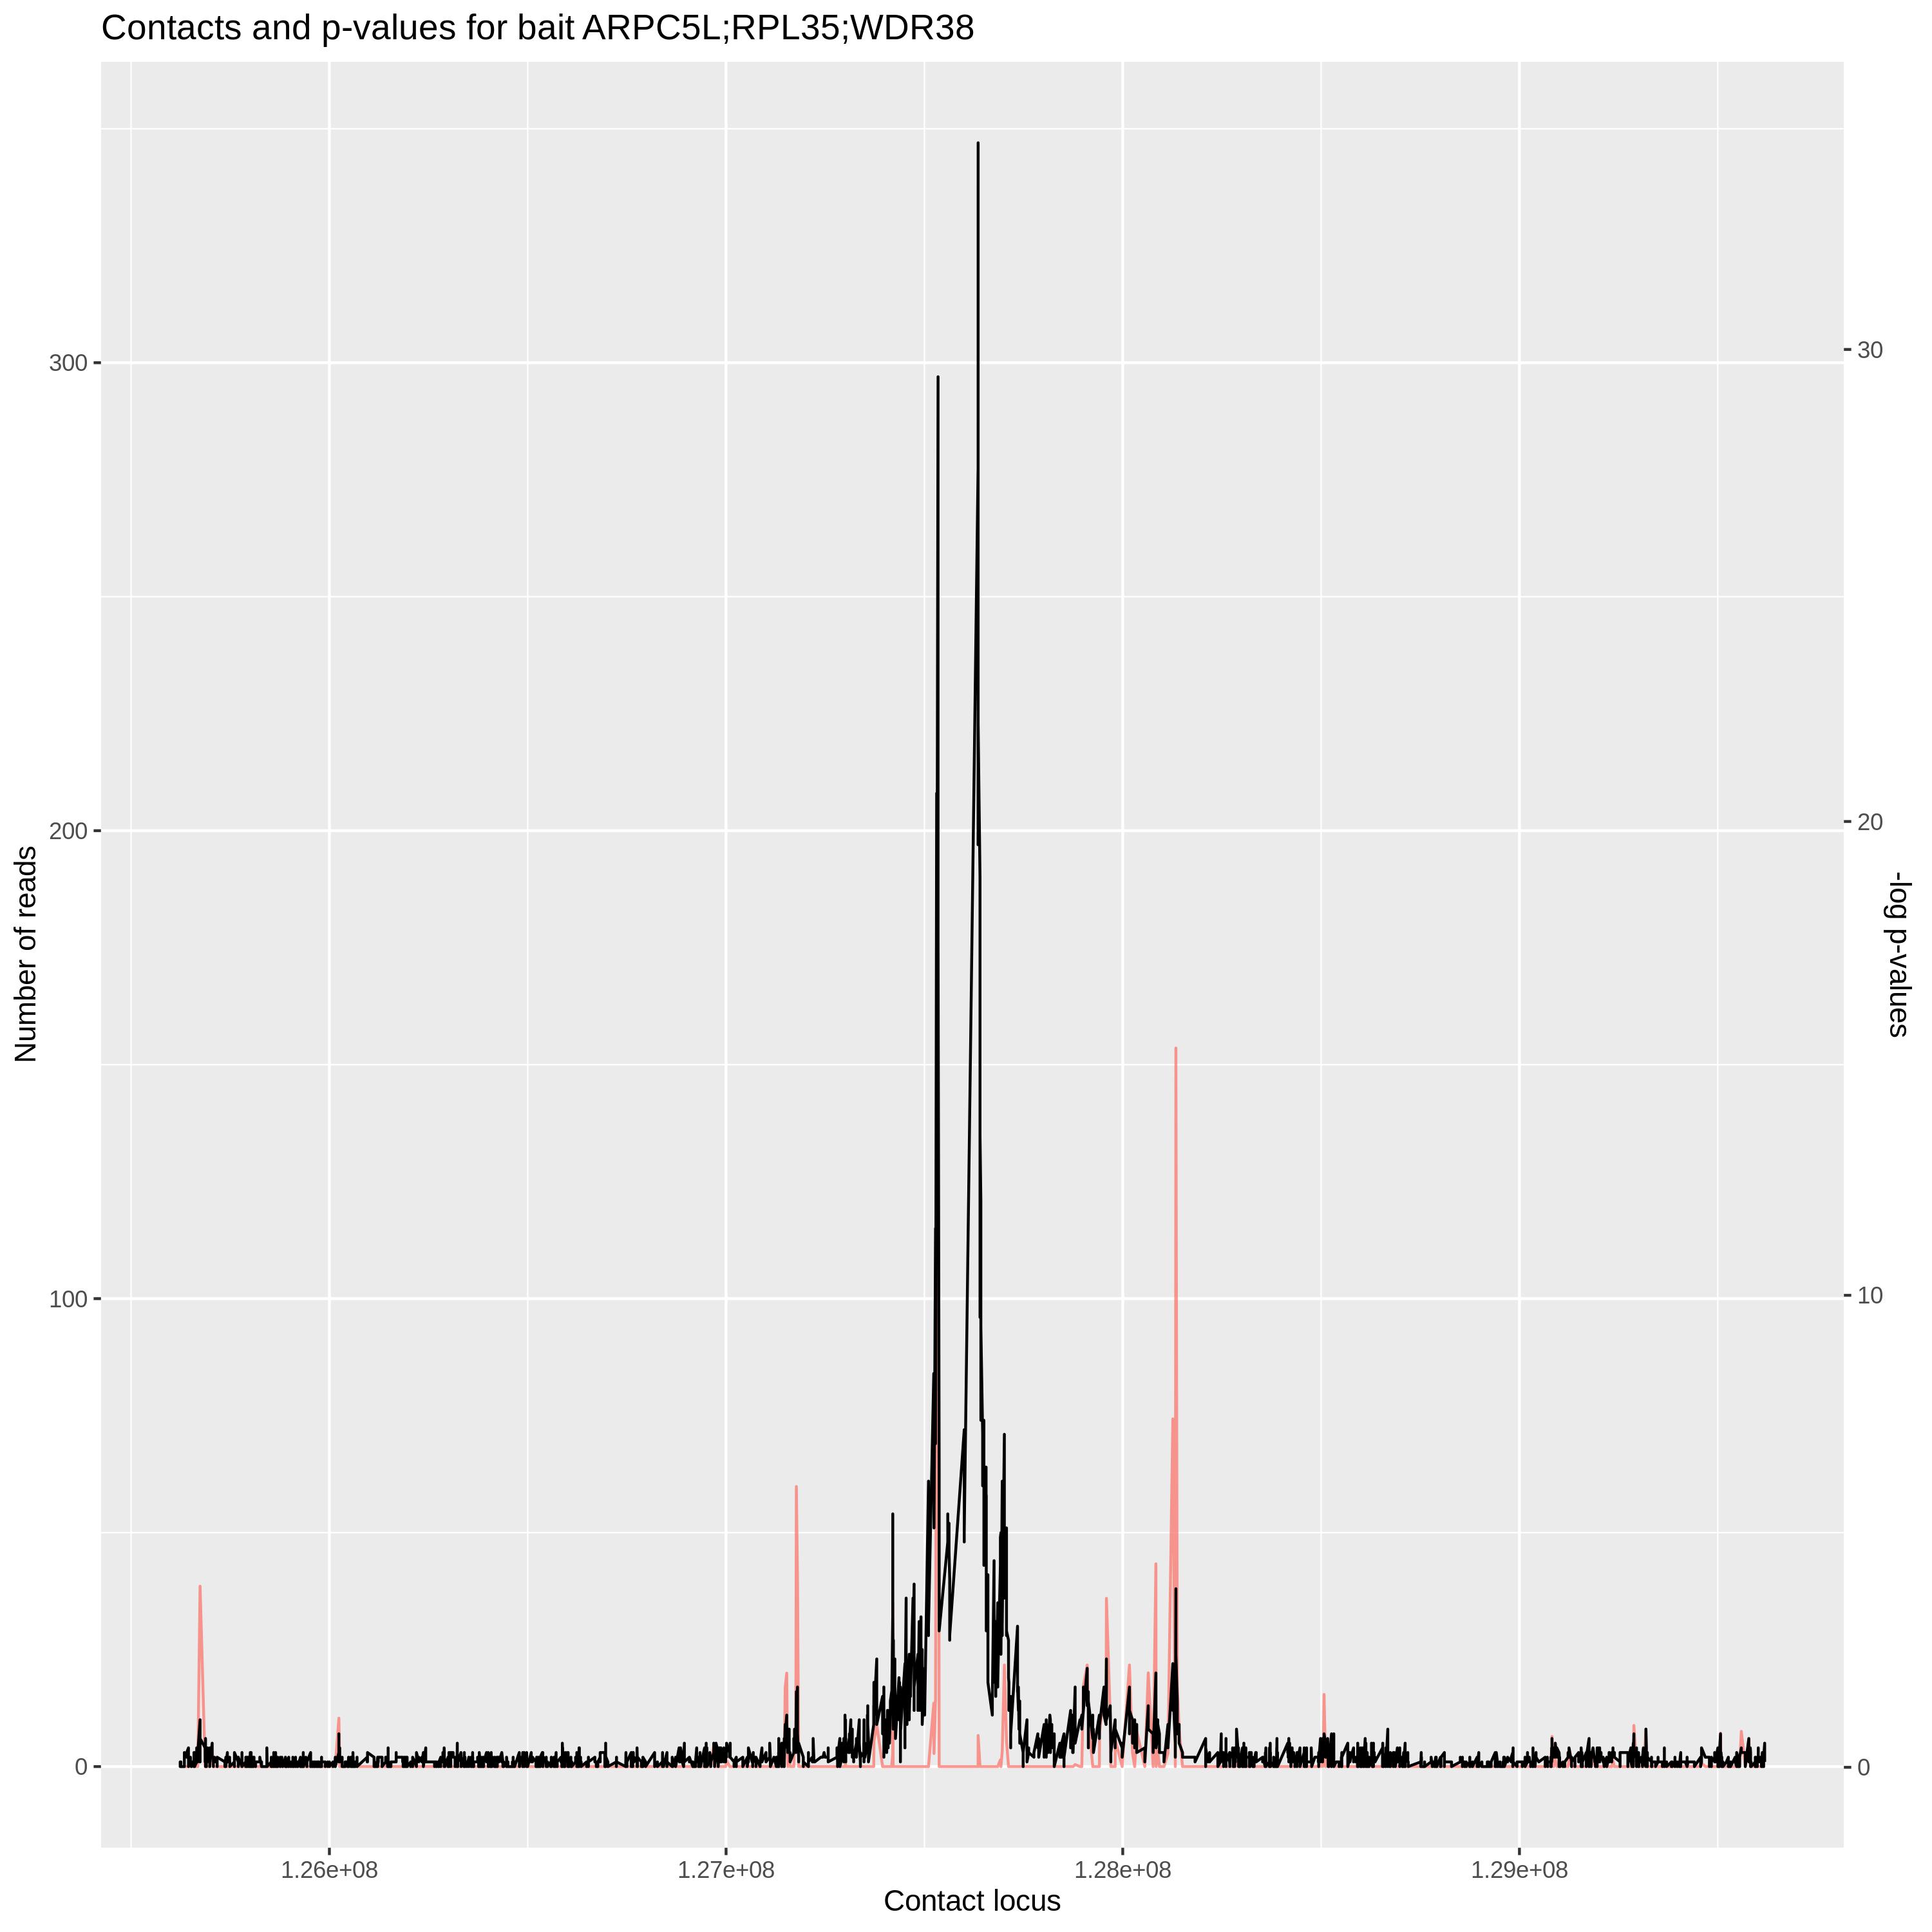 Contacts and p-values for bait ARPC5L;RPL35;WDR38
Number of reads
300
200
100
0
30
20
10
0
-log p-values
1.26e+08
1.27e+08
1.28e+08
1.29e+08
Contact locus